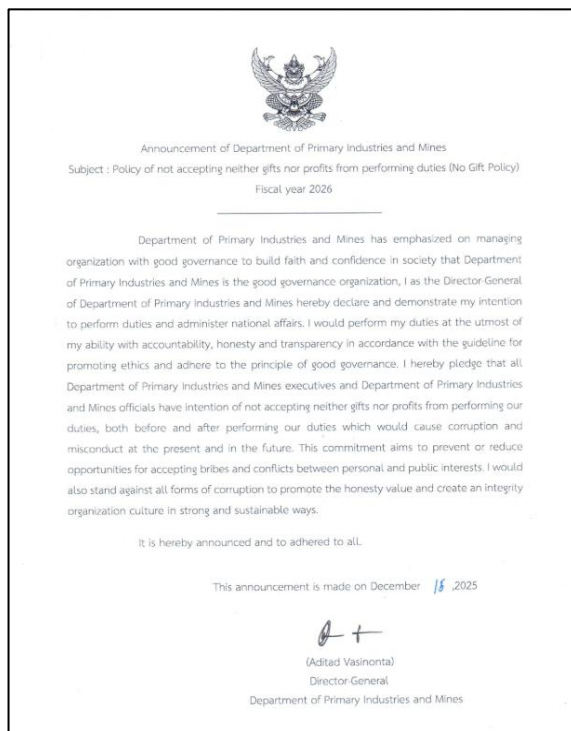 Announcement of Department of Primary Industries and Mines
Subject : Policy of not accepting neither gifts nor profits from performing duties (No Gift Policy)
Fiscal year 2026
Department of Primary Industries and Mines has emphasized on managing
organization with good governance to build faith and confidence in society that Department
of Primary Industries and Mines is the good governance organization, I as the Director-General
of Department of Primary Industries and Mines hereby declare and demonstrate my intention
to perform duties and administer national affairs. I would perform my duties at the utmost of
my ability with accountability, honesty and transparency in accordance with the guideline for
promoting ethics and adhere to the principle of good governance. I hereby pledge that all
Department of Primary Industries and Mines executives and Department of Primary Industries
and Mines officials have intention of not accepting neither gifts nor profits from performing our
duties, both before and after performing our duties which would cause corruption and
misconduct at the present and in the future. This commitment aims to prevent or reduce
opportunities for accepting bribes and conflicts between personal and public interests. I would
also stand against all forms of corruption to promote the honesty value and create an integrity
organization culture in strong and sustainable ways.
It is hereby announced and to adhered to all.
This announcement is made on December ,2025
(Aditad Vasinonta)
Director-General
Department of Primary Industries and Mines